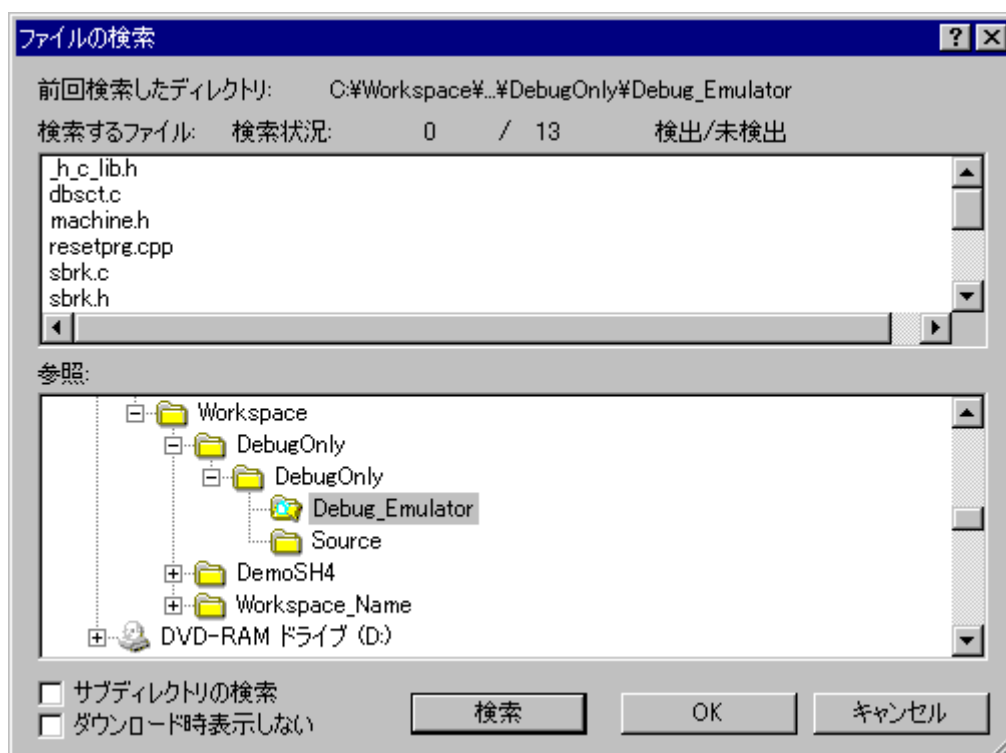 ファイルの検索
前回検索したディレクトリ: C:¥Workspace¥...¥DebugOnly¥Debug_Emulator
検索するファイル: 検索状況: 0 / 13 検出/未検出
_h_c_lib.h
dbsct.c
machine.h
resetprg.cpp
sbrk.c
sbrk.h
参照:
Workspace
DebugOnly
DebugOnly
Debug_Emulator
Source
DemoSH4
Workspace_Name
DVD-RAM ドライブ (D:)
サブディレクトリの検索
ダウンロード時表示しない
検索 OK キャンセル